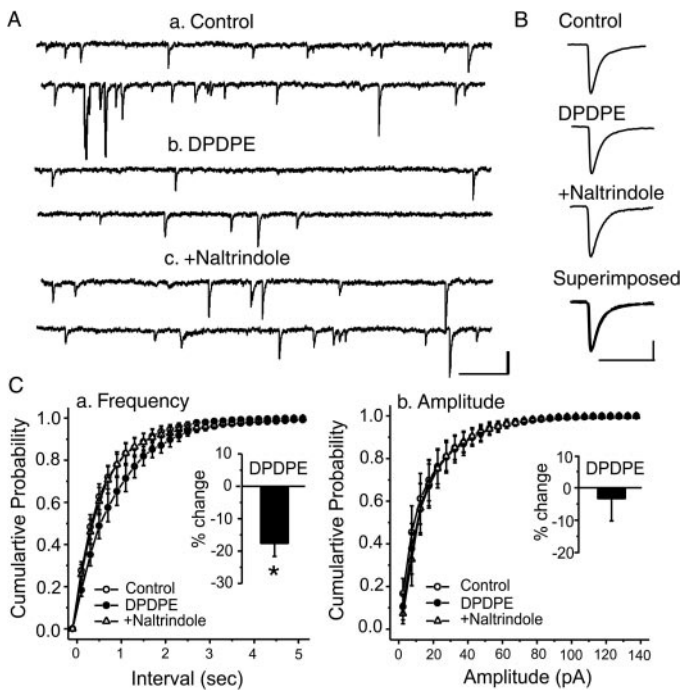 A
a. Control
b. DPDPE
c. +Naltrindole
B
Control
DPDPE
+Naltrindole
Superimposed
C
a. Frequency
Cumulartive Probability
1.0
0.8
0.6
0.4
0.2
0.0
0 1 2 3 4 5
Interval (sec)
Control
DPDPE
+Naltrindole
DPDPE
% change
0
-10
-20
-30
*
b. Amplitude
Cumulartive Probability
1.0
0.8
0.6
0.4
0.2
0.0
0 20 40 60 80 100 120 140
Amplitude (pA)
Control
DPDPE
+Naltrindole
DPDPE
% change
10
0
-10
-20